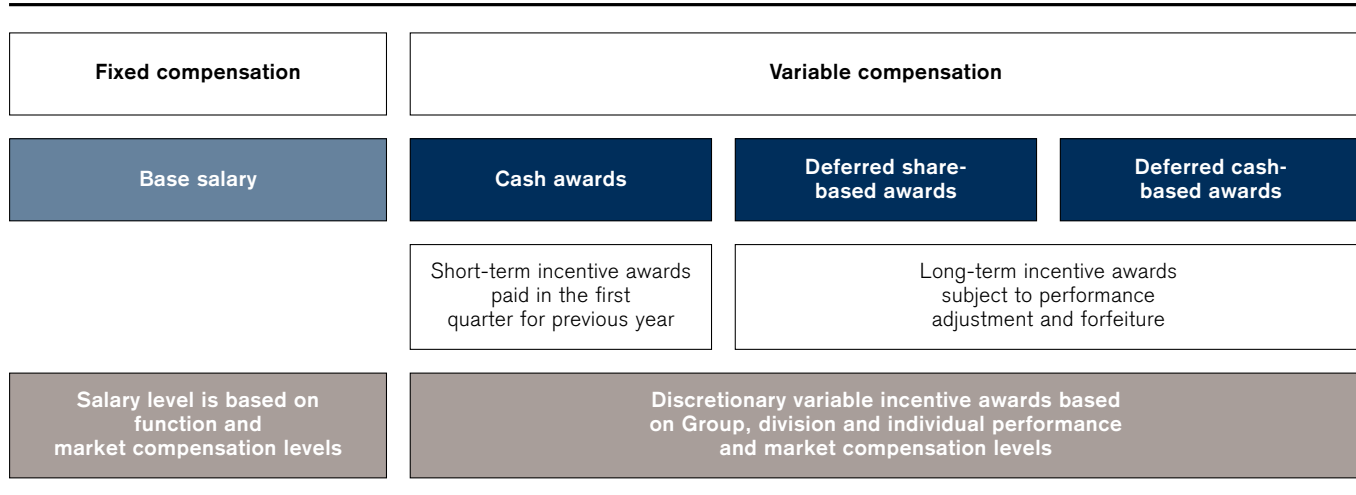 Fixed compensation
Variable compensation
Base salary
Cash awards
Deferred share-
based awards
Deferred cash-
based awards
Short-term incentive awards
paid in the first
quarter for previous year
Long-term incentive awards
subject to performance
adjustment and forfeiture
Salary level is based on
function and
market compensation levels
Discretionary variable incentive awards based
on Group, division and individual performance
and market compensation levels